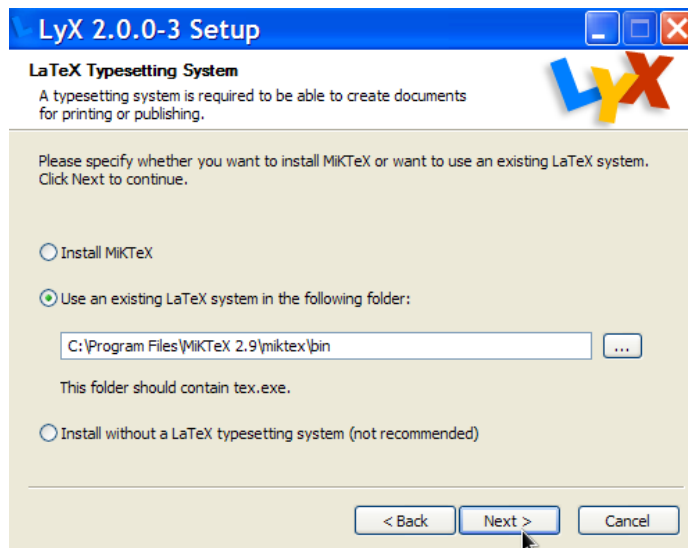 LyX 2.0.0-3 Setup
LaTeX Typesetting System
A typesetting system is required to be able to create documents
for printing or publishing.
LyX
Please specify whether you want to install MiKTeX or want to use an existing LaTeX system.
Click Next to continue.
Install MiKTeX
Use an existing LaTeX system in the following folder:
C:\Program Files\MiKTeX 2.9\miktex\bin
...
This folder should contain tex.exe.
Install without a LaTeX typesetting system (not recommended)
< Back
Next >
Cancel